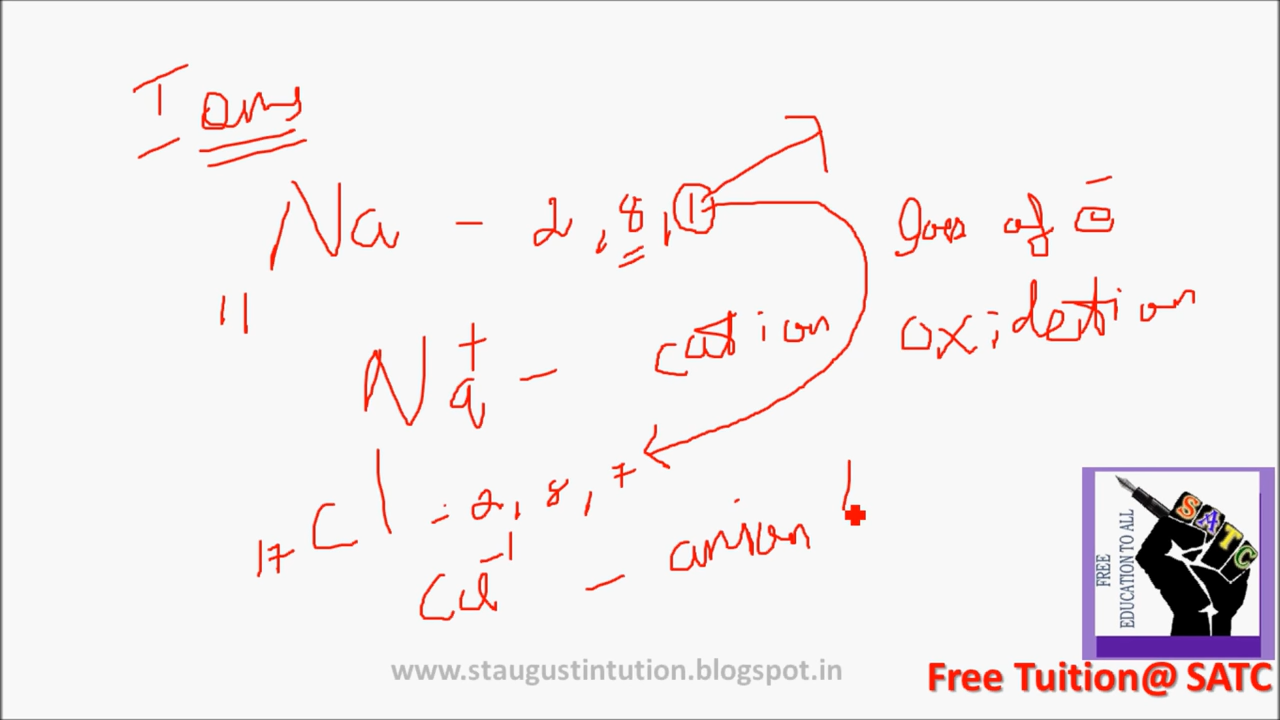 Ions
Na - 2, 8, 1
loss of e-
11
oxidation
Na+ - cation
17 Cl - 2, 8, 7
Cl-1 - anion
SATC
FREE
EDUCATION TO ALL
www.staugustintution.blogspot.in
Free Tuition@ SATC